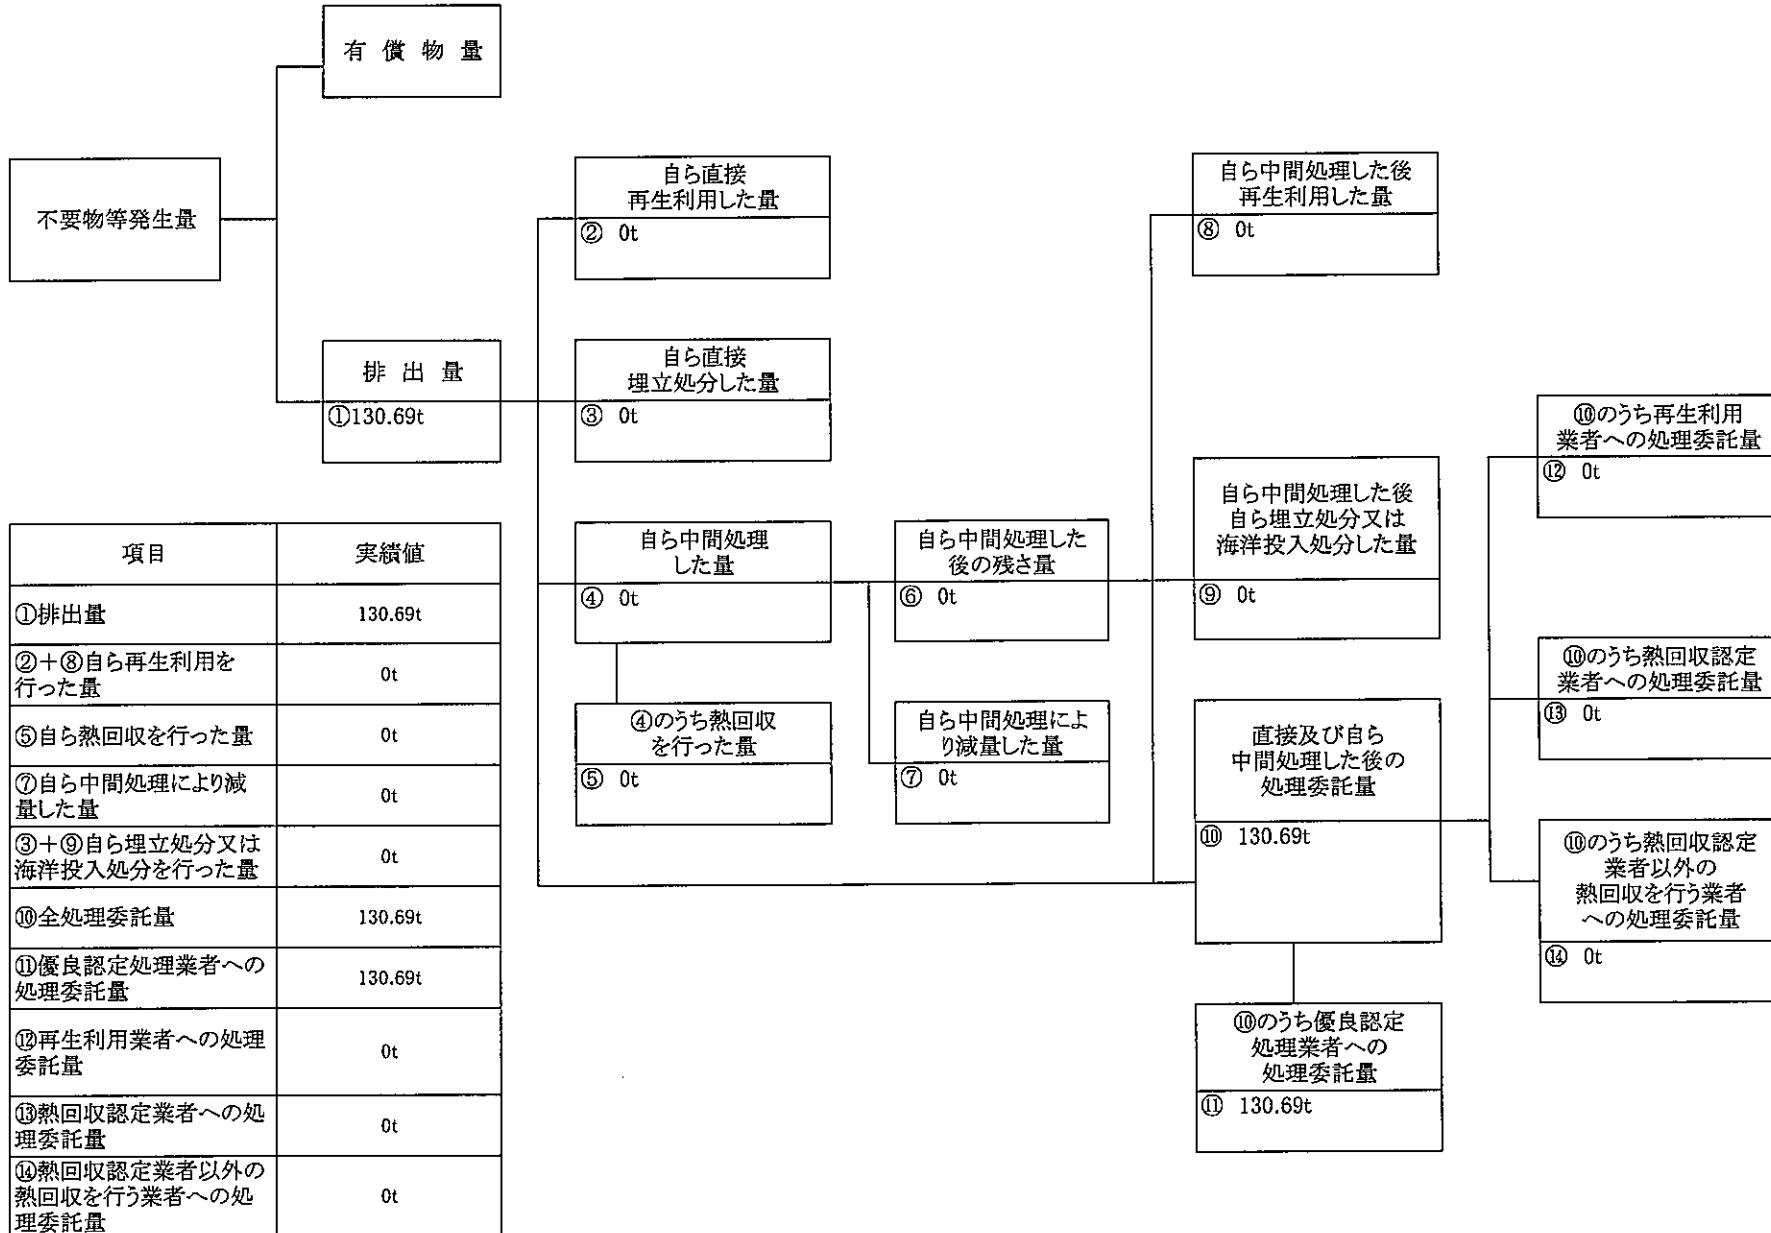 有償物量
不要物等発生量
排出量
①130.69t
自ら直接
再生利用した量
② 0t
自ら直接
埋立処分した量
③ 0t
自ら中間処理
した量
④ 0t
④のうち熱回収
を行った量
⑤ 0t
自ら中間処理した
後の残さ量
⑥ 0t
自ら中間処理によ
り減量した量
⑦ 0t
自ら中間処理した後
再生利用した量
⑧ 0t
自ら中間処理した後
自ら埋立処分又は
海洋投入処分した量
⑨ 0t
直接及び自ら
中間処理した後の
処理委託量
⑩ 130.69t
⑩のうち優良認定
処理業者への
処理委託量
⑪ 130.69t
⑩のうち再生利用
業者への処理委託量
⑫ 0t
⑩のうち熱回収認定
業者への処理委託量
⑬ 0t
⑩のうち熱回収認定
業者以外の
熱回収を行う業者
への処理委託量
⑭ 0t
項目 実績値
①排出量 130.69t
②＋⑧自ら再生利用を
行った量 0t
⑤自ら熱回収を行った量 0t
⑦自ら中間処理により減
量した量 0t
③＋⑨自ら埋立処分又は
海洋投入処分を行った量 0t
⑩全処理委託量 130.69t
⑪優良認定処理業者への
処理委託量 130.69t
⑫再生利用業者への処理
委託量 0t
⑬熱回収認定業者への処
理委託量 0t
⑭熱回収認定業者以外の
熱回収を行う業者への処
理委託量 0t